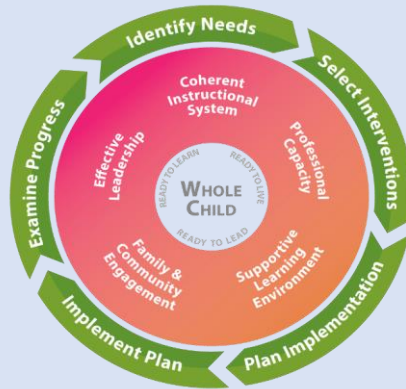 Identify Needs
Select Interventions
Plan Implementation
Implement Plan
Examine Progress
Coherent
Instructional
System
Professional
Capacity
Supportive
Learning
Environment
Family &
Community
Engagement
Effective
Leadership
READY TO LEARN
READY TO LIVE
READY TO LEAD
WHOLE
CHILD